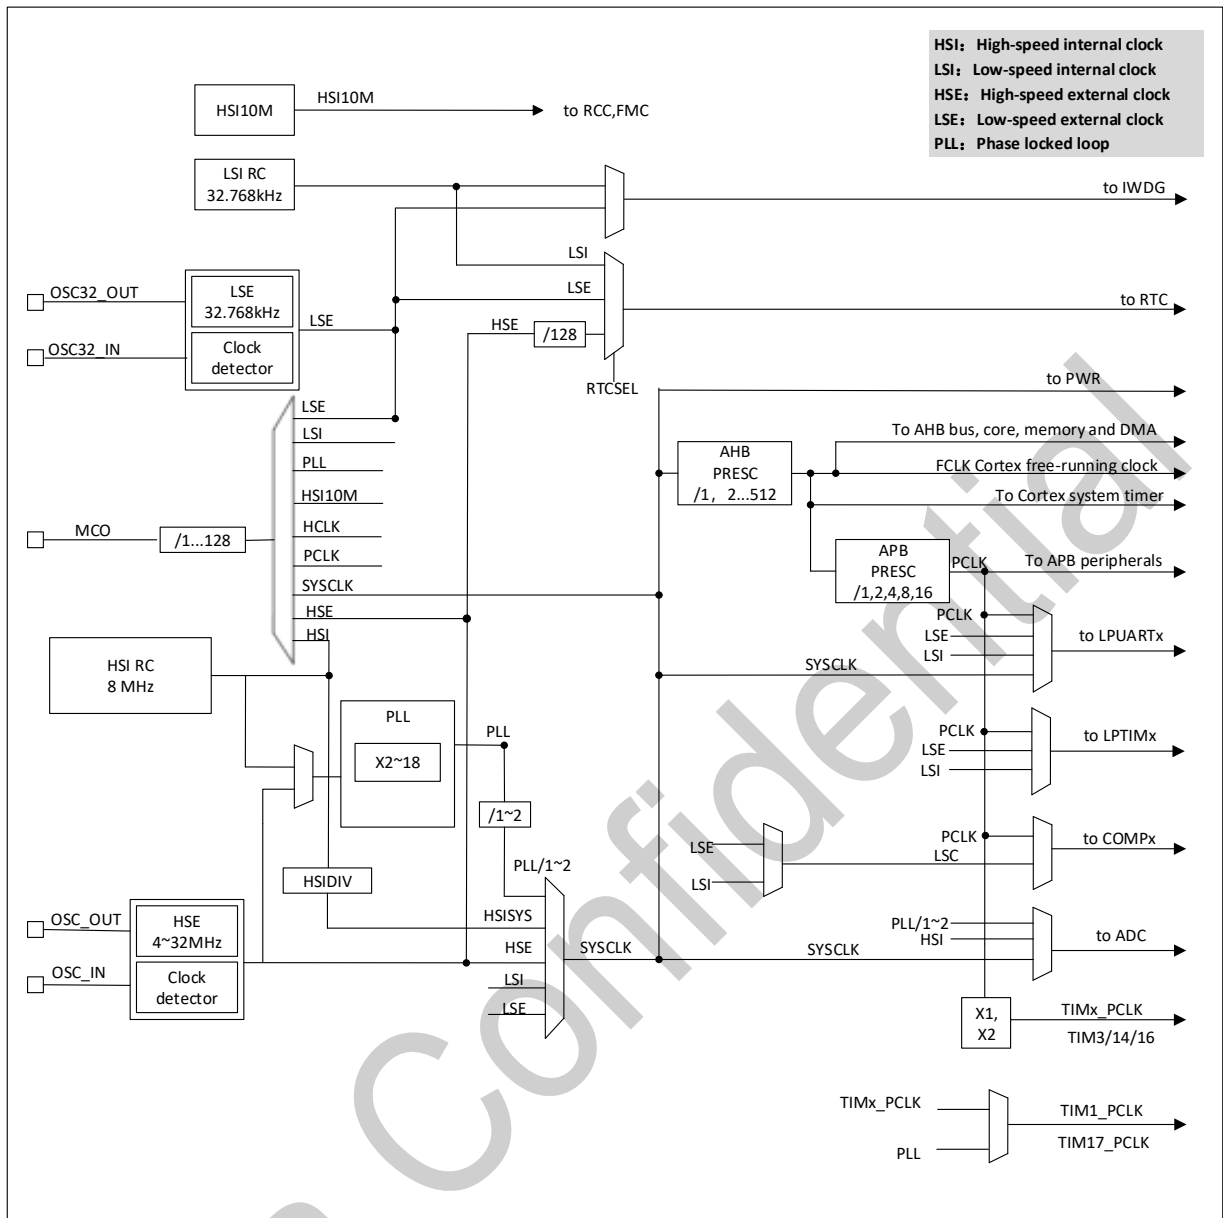 HSI：High-speed internal clock
LSI：Low-speed internal clock
HSE：High-speed external clock
LSE：Low-speed external clock
PLL：Phase locked loop
HSI10M
HSI10M
to RCC,FMC
LSI RC
32.768kHz
to IWDG
LSI
OSC32_OUT
LSE
32.768kHz
LSE
LSE
to RTC
HSE
/128
OSC32_IN
Clock
detector
RTCSEL
to PWR
LSE
LSI
PLL
HSI10M
HCLK
PCLK
SYSCLK
HSE
HSI
MCO
/1...128
AHB
PRESC
/1， 2...512
To AHB bus, core, memory and DMA
FCLK Cortex free-running clock
To Cortex system timer
APB
PRESC
/1,2,4,8,16
PCLK
To APB peripherals
PCLK
LSE
LSI
SYSCLK
to LPUARTx
HSI RC
8 MHz
PLL
X2~18
PLL
/1~2
PLL/1~2
PCLK
LSE
LSI
to LPTIMx
LSE
LSI
PCLK
LSC
to COMPx
HSIDIV
HSISYS
HSE
LSI
LSE
SYSCLK
OSC_OUT
HSE
4~32MHz
OSC_IN
Clock
detector
PLL/1~2
HSI
SYSCLK
to ADC
X1,
X2
TIMx_PCLK
TIM3/14/16
TIMx_PCLK
PLL
TIM1_PCLK
TIM17_PCLK
Confidential